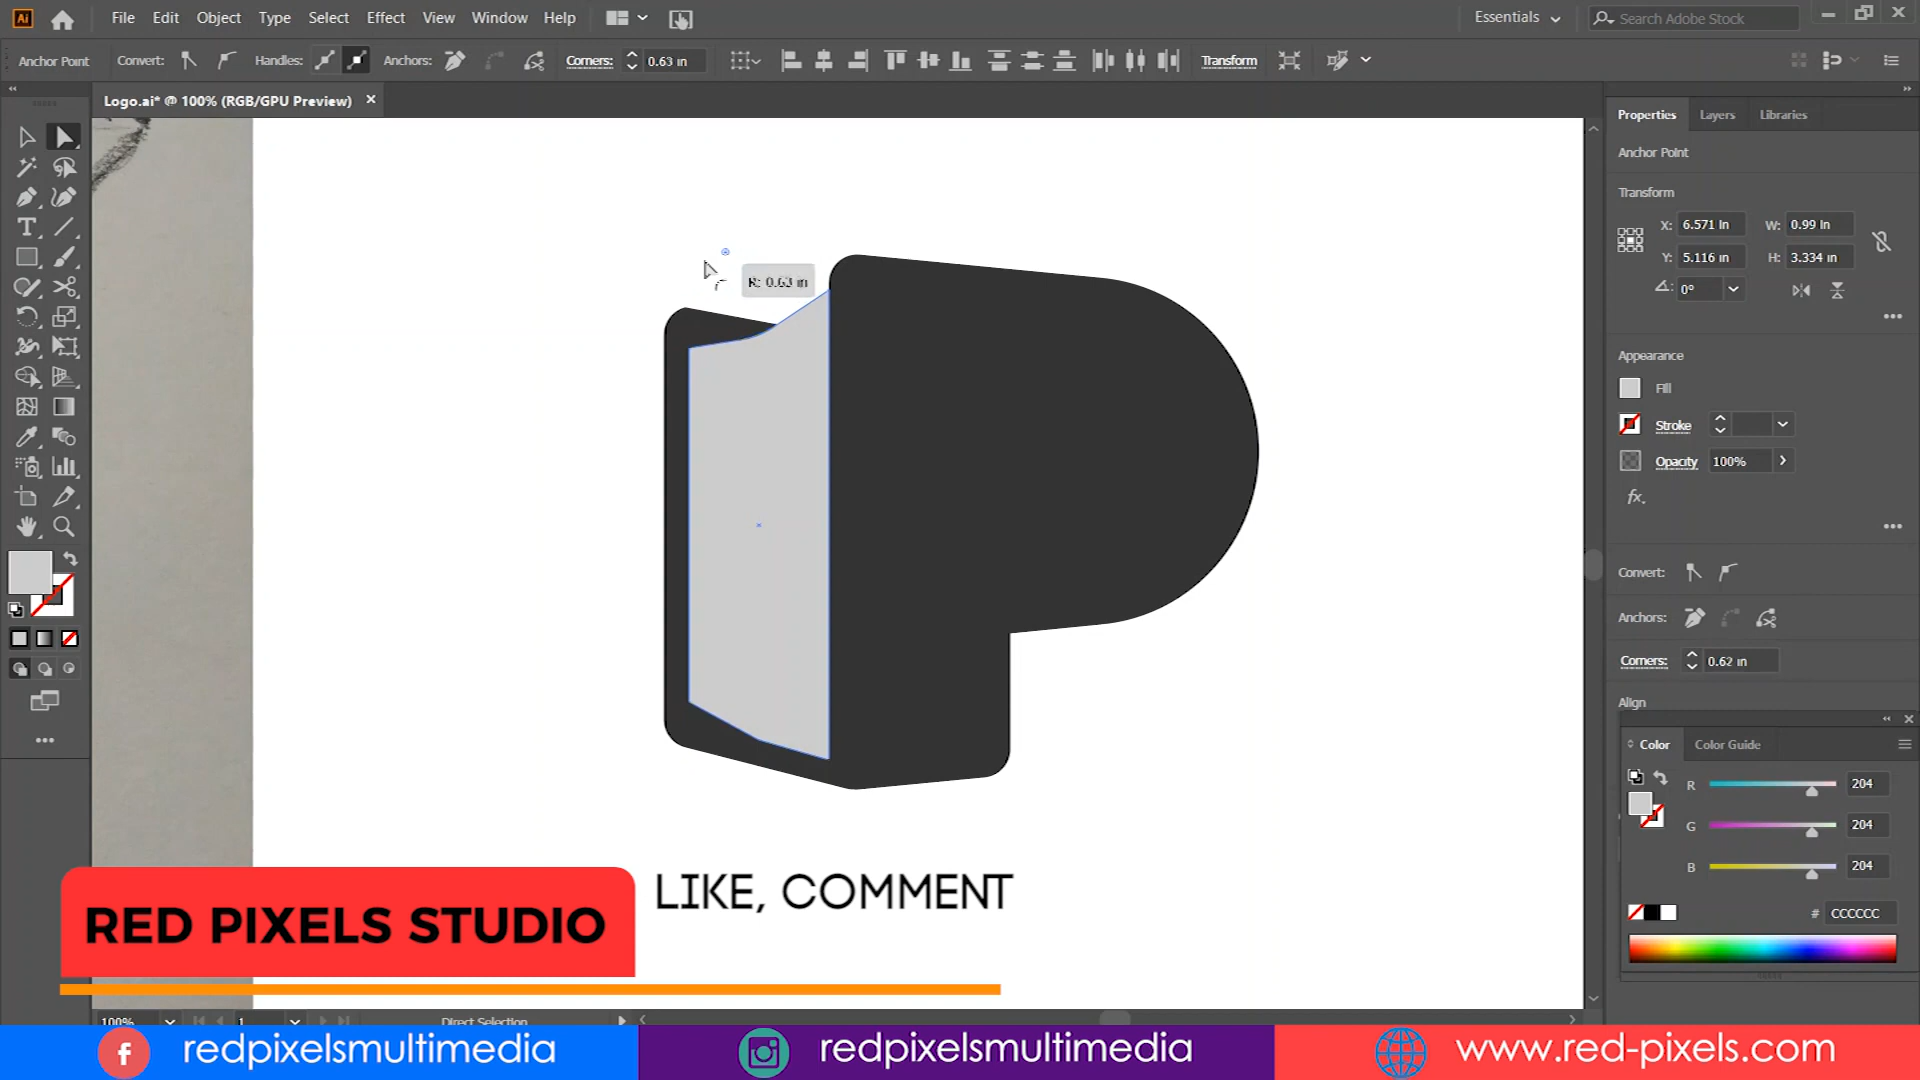 Ai File Edit Object Type Select Effect View Window Help Essentials Search Adobe Stock
Anchor Point Convert: Handles: Anchors: Corners: 0.63 in Transform
Logo.ai* @ 100% (RGB/GPU Preview)
R: 0.63 in
LIKE, COMMENT
RED PIXELS STUDIO
100% 1 Direct Selection
Properties Layers Libraries
Anchor Point
Transform
X: 6.571 in W: 0.99 in
Y: 5.116 in H: 3.334 in
0°
Appearance
Fill
Stroke
Opacity 100%
fx.
Convert:
Anchors:
Corners: 0.62 in
Align
Color Color Guide
R 204
G 204
B 204
# CCCCCC
redpixelsmultimedia
redpixelsmultimedia
www.red-pixels.com